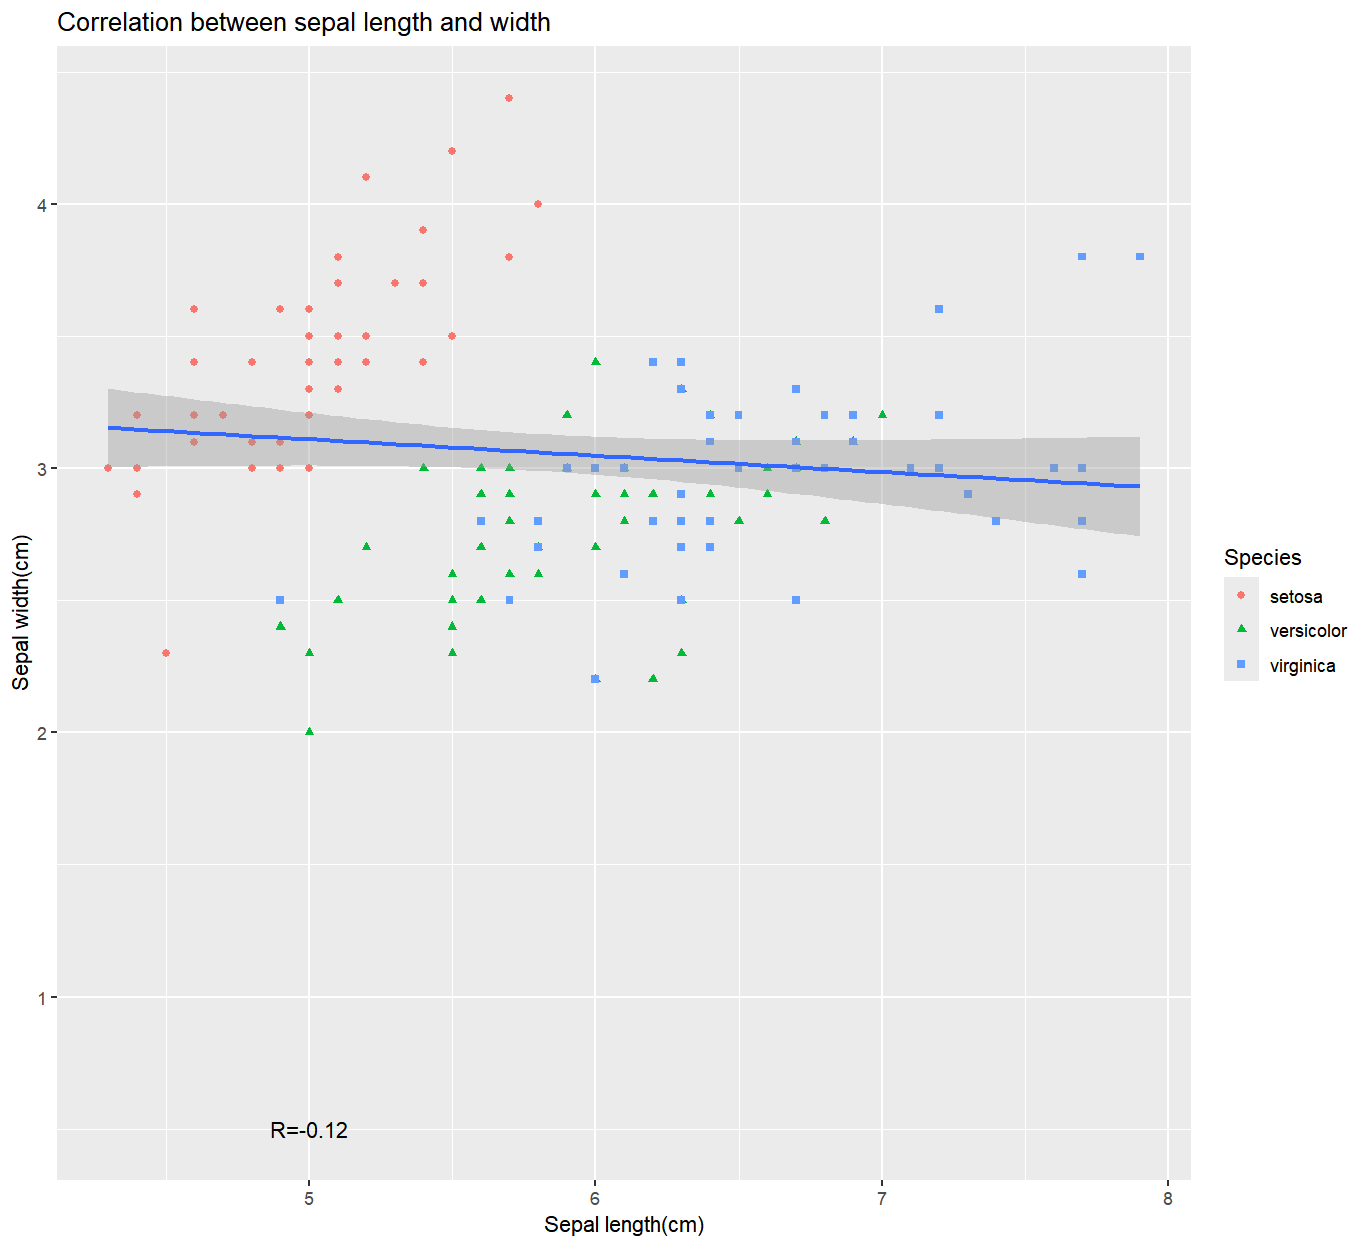 Correlation between sepal length and width
Sepal width(cm)
4
3
2
1
R=-0.12
5 6 7 8
Sepal length(cm)
Species
setosa
versicolor
virginica